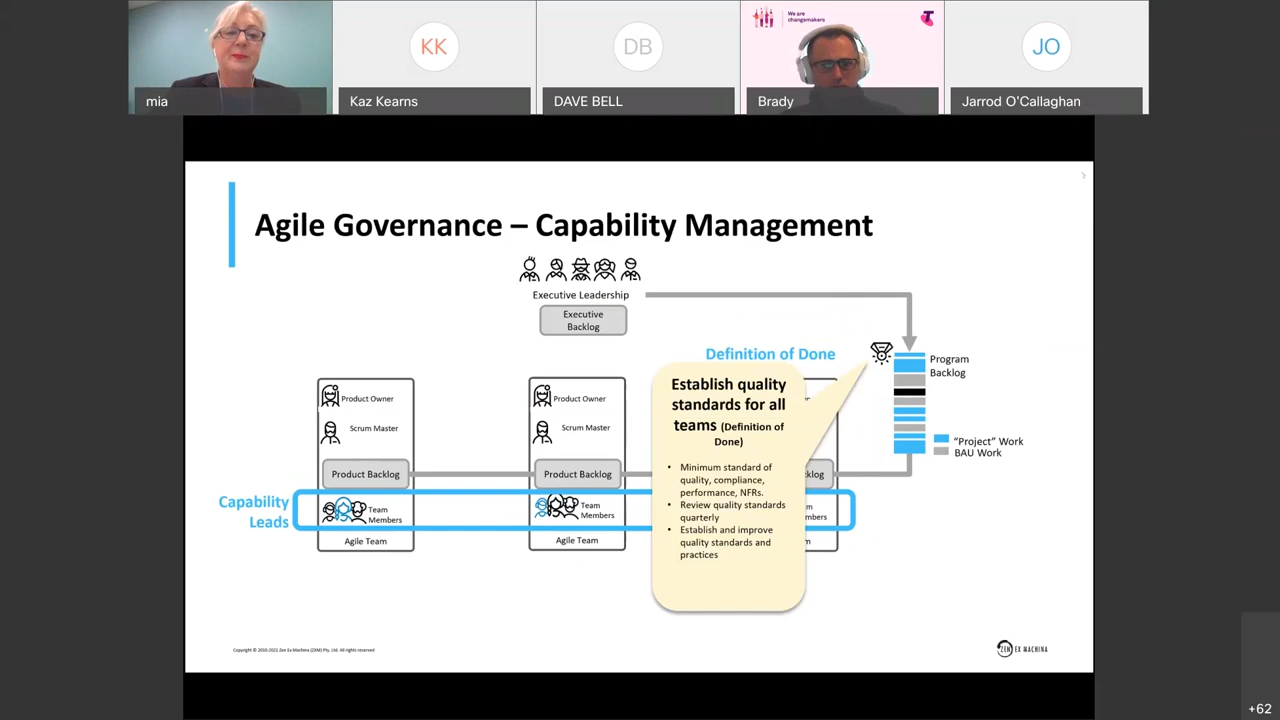 We are
changemakers
KK
DB
JO
mia
Kaz Kearns
DAVE BELL
Brady
Jarrod O'Callaghan
Agile Governance – Capability Management
Executive Leadership
Executive
Backlog
Definition of Done
Program
Backlog
Establish quality
standards for all
teams (Definition of
Done)
Minimum standard of
quality, compliance,
performance, NFRs.
Review quality standards
quarterly
Establish and improve
quality standards and
practices
Product Owner
Scrum Master
Product Backlog
Team
Members
Agile Team
Product Owner
Scrum Master
Product Backlog
Team
Members
Agile Team
"Project" Work
BAU Work
Capability
Leads
Copyright © 2010-2021 Zen Ex Machina (ZXM) Pty, Ltd. All rights reserved
ZEN EX MACHINA
+62